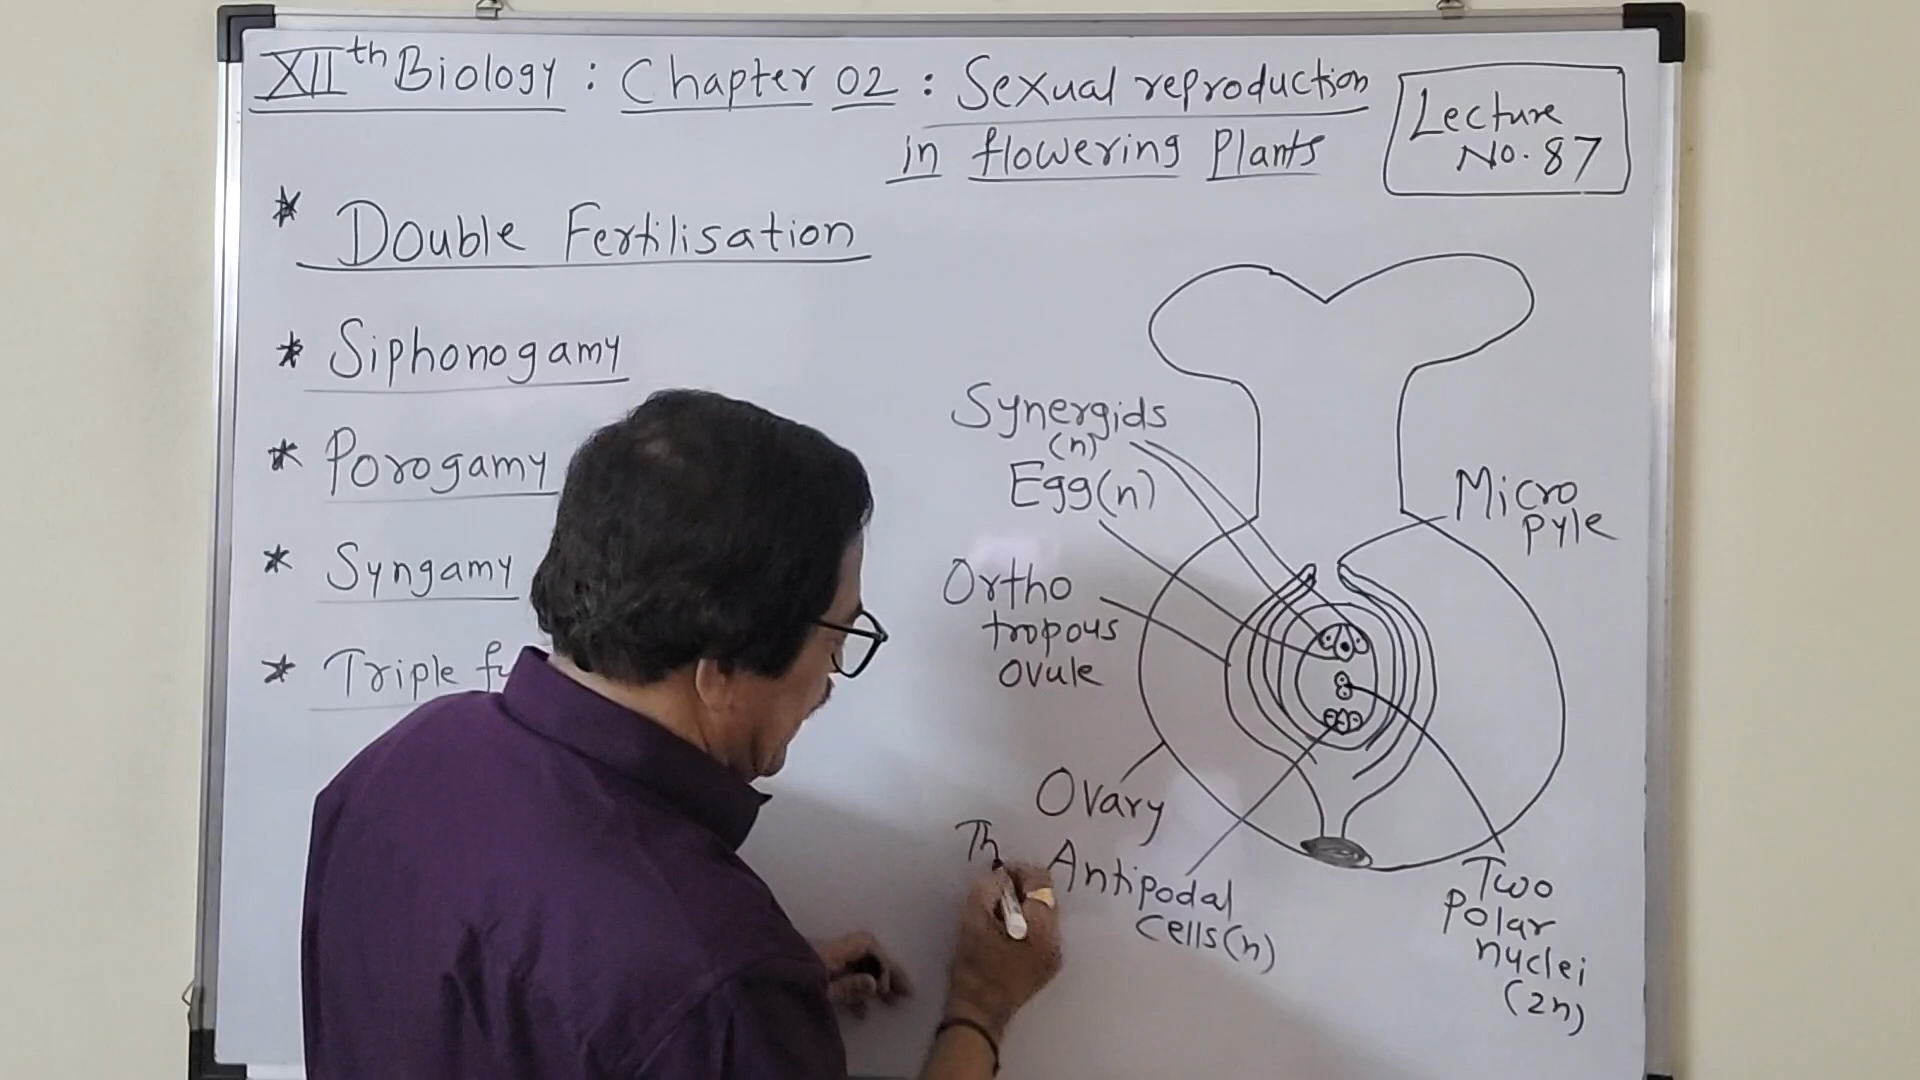 XIIth Biology : Chapter 02 : Sexual reproduction
in flowering Plants
Lecture
No. 87
* Double Fertilisation
* Siphonogamy
* Porogamy
* Syngamy
* Triple
Synergids
(n)
Egg(n)
Micro
pyle
Ortho
tropous
ovule
Ovary
Th
Antipodal
cells(n)
Two
Polar
nuclei
(2n)